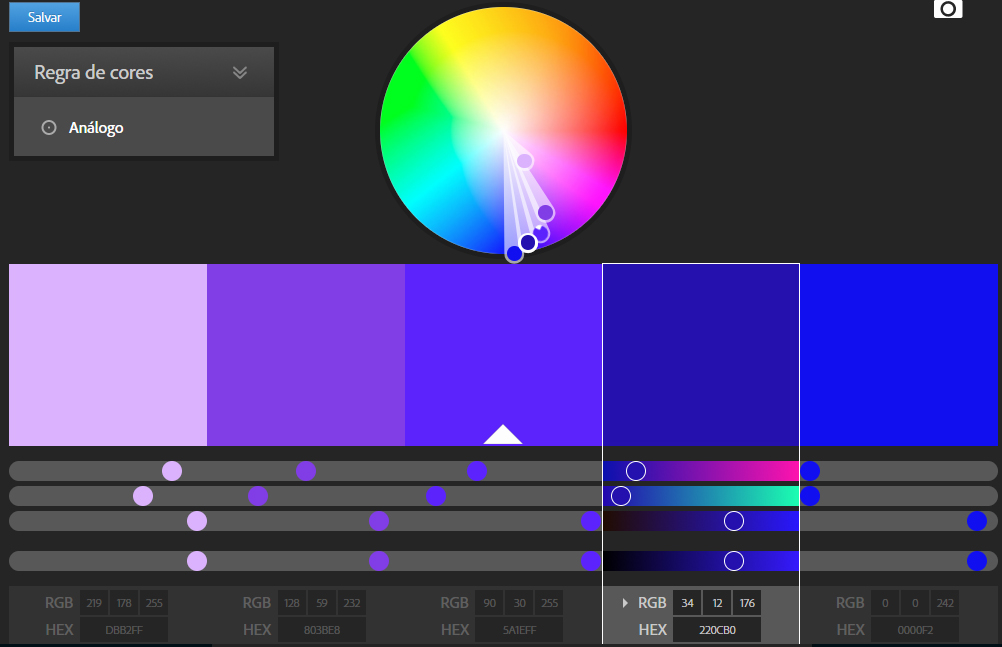 Salvar
Regra de cores
Análogo
RGB 219 178 255 RGB 128 59 232 RGB 90 30 255 RGB 34 12 176 RGB 0 0 242
HEX DBB2FF HEX 803BE8 HEX 5A1EFF HEX 220CB0 HEX 0000F2